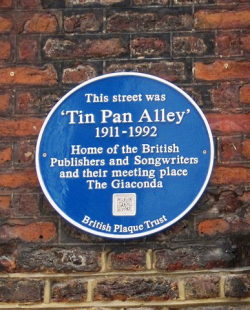 This street was
'Tin Pan Alley'
1911-1992
Home of the British
Publishers and Songwriters
and their meeting place
The Giaconda
British Plaque Trust